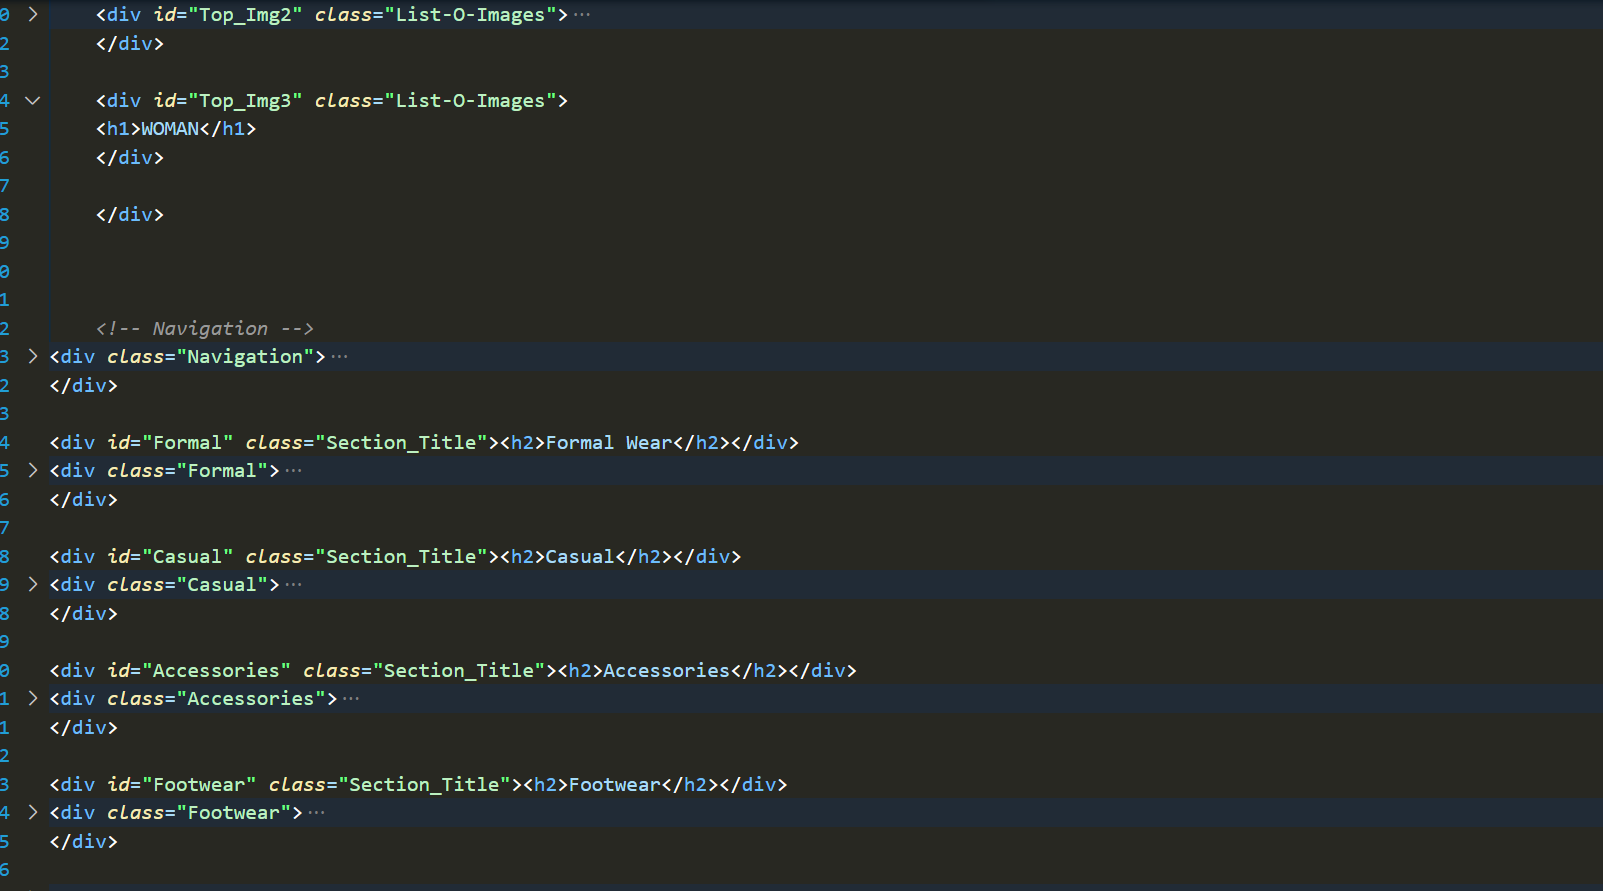 0 <div id="Top_Img2" class="List-O-Images">···
2 </div>
3
4 <div id="Top_Img3" class="List-O-Images">
5 <h1>WOMAN</h1>
6 </div>
7
8 </div>
9
0
1
2 <!-- Navigation -->
3 <div class="Navigation">···
2 </div>
3
4 <div id="Formal" class="Section_Title"><h2>Formal Wear</h2></div>
5 <div class="Formal">···
6 </div>
7
8 <div id="Casual" class="Section_Title"><h2>Casual</h2></div>
9 <div class="Casual">···
8 </div>
9
0 <div id="Accessories" class="Section_Title"><h2>Accessories</h2></div>
1 <div class="Accessories">···
1 </div>
2
3 <div id="Footwear" class="Section_Title"><h2>Footwear</h2></div>
4 <div class="Footwear">···
5 </div>
6